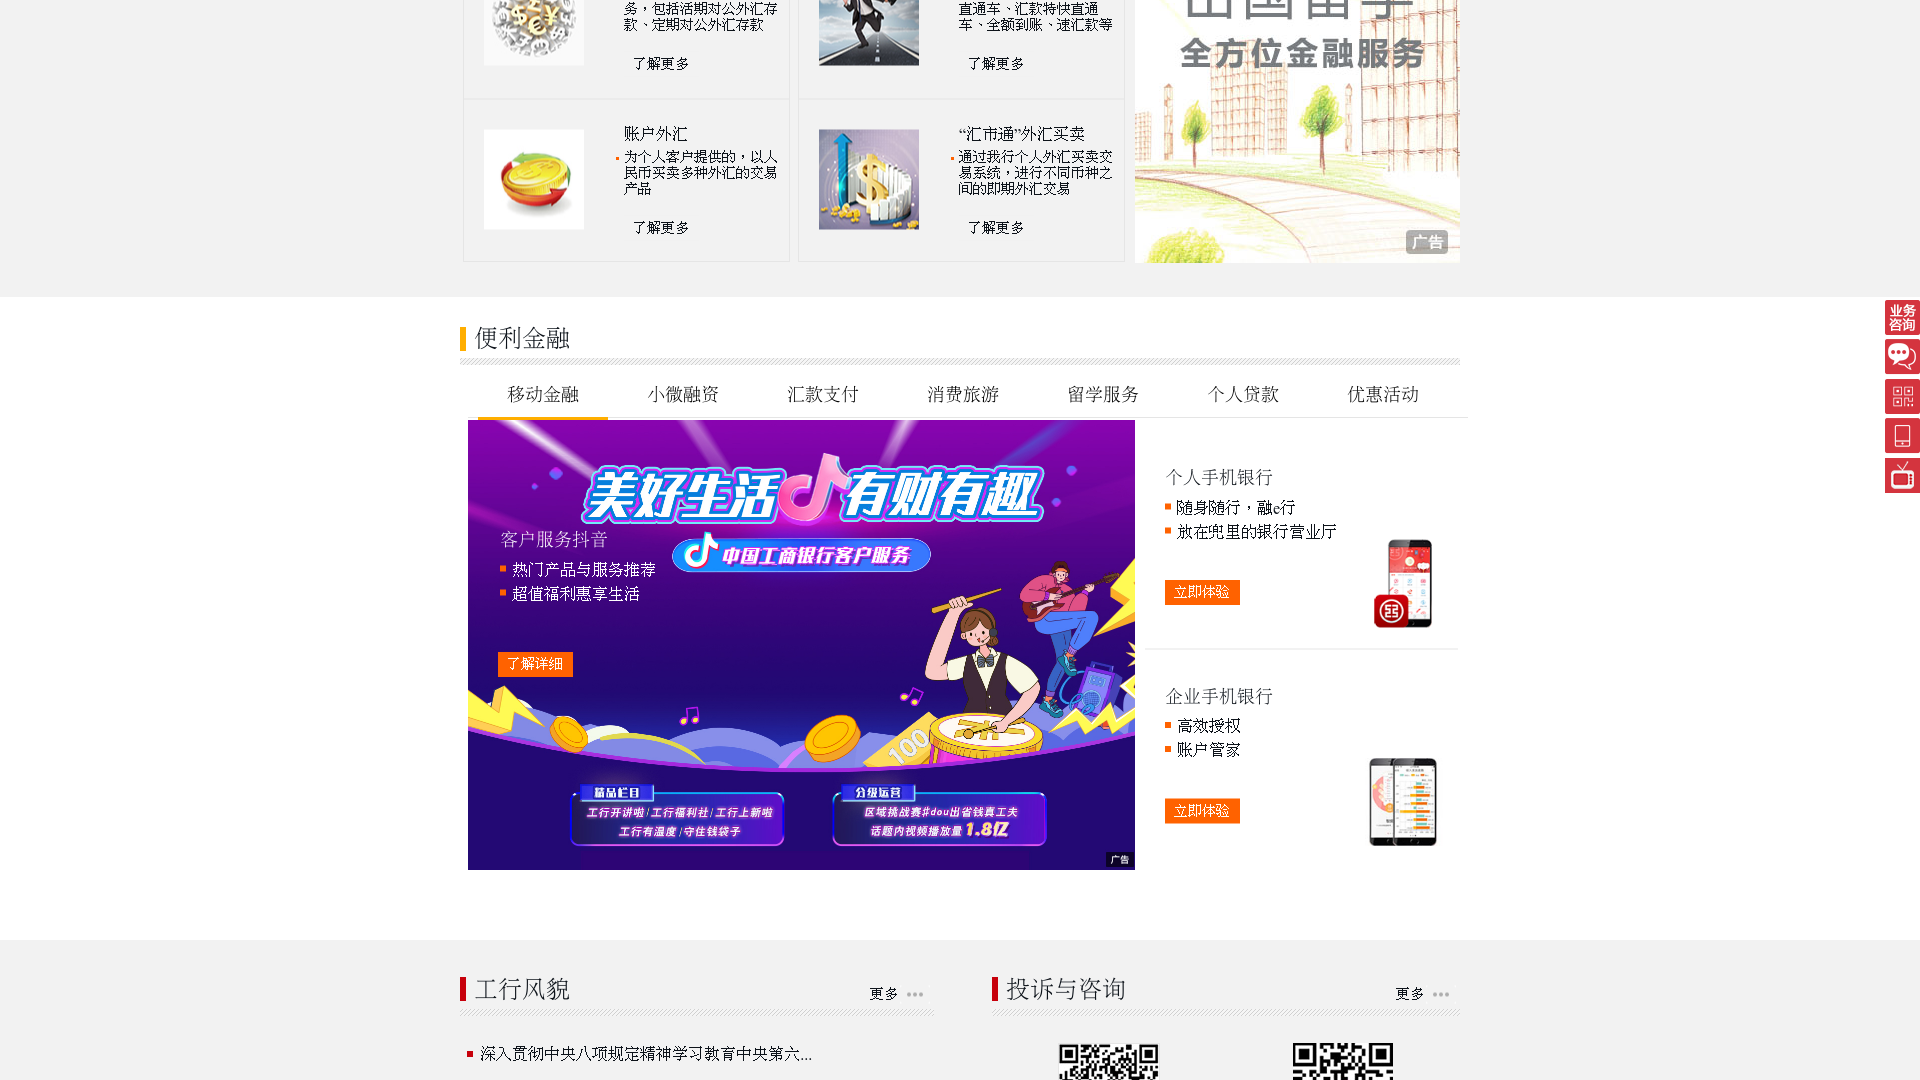 务，包括活期对公外汇存
款、定期对公外汇存款
了解更多
直通车、汇款特快直通
车、全额到账、速汇款等
了解更多
出国留学
全方位金融服务
账户外汇
为个人客户提供的，以人
民币买卖多种外汇的交易
产品
了解更多
“汇市通”外汇买卖
通过我行个人外汇买卖交
易系统，进行不同币种之
间的即期外汇交易
了解更多
广告
业务
咨询
便利金融
移动金融
小微融资
汇款支付
消费旅游
留学服务
个人贷款
优惠活动
美好生活 有财有趣
中国工商银行客户服务
客户服务抖音
热门产品与服务推荐
超值福利惠享生活
了解详细
100
精品栏目
工行开讲啦/工行福利社/工行上新啦
工行有温度/守住钱袋子
分级运营
区域挑战赛#dou出省钱真工夫
话题内视频播放量1.8亿
广告
个人手机银行
随身随行，融e行
放在兜里的银行营业厅
立即体验
企业手机银行
高效授权
账户管家
立即体验
工行风貌
更多
深入贯彻中央八项规定精神学习教育中央第六...
投诉与咨询
更多